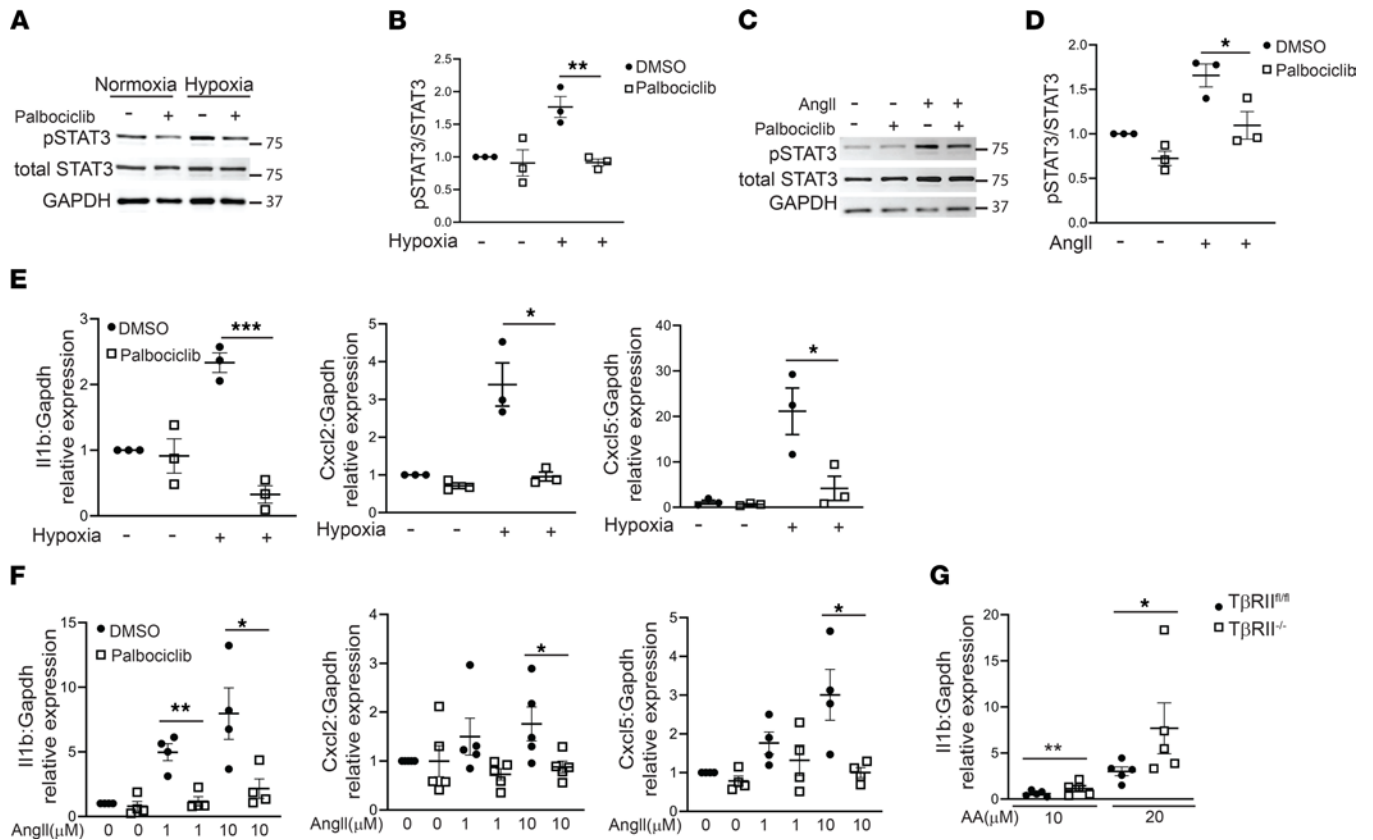 A
Normoxia Hypoxia
Palbociclib - + - +
pSTAT3
75
total STAT3
75
GAPDH
37
B
pSTAT3/STAT3
2.5
2.0
1.5
1.0
0.5
0.0
**
DMSO
Palbociclib
Hypoxia - - + +
C
AngII - - + +
Palbociclib - + - +
pSTAT3
75
total STAT3
75
GAPDH
37
D
pSTAT3/STAT3
2.0
1.5
1.0
0.5
0.0
*
DMSO
Palbociclib
AngII - - + +
E
Il1b:Gapdh
relative expression
3
2
1
0
DMSO
Palbociclib
***
Hypoxia - - + +
Cxcl2:Gapdh
relative expression
5
4
3
2
1
0
*
Hypoxia - - + +
Cxcl5:Gapdh
relative expression
40
30
20
10
0
*
Hypoxia - - + +
F
Il1b:Gapdh
relative expression
15
10
5
0
DMSO
Palbociclib
**
*
AngII(μM) 0 0 1 1 10 10
Cxcl2:Gapdh
relative expression
4
3
2
1
0
*
AngII(μM) 0 0 1 1 10 10
Cxcl5:Gapdh
relative expression
5
4
3
2
1
0
*
AngII(μM) 0 0 1 1 10 10
G
Il1b:Gapdh
relative expression
20
15
10
5
0
**
*
TβRII^fl/fl
TβRII^-/-
AA(μM) 10 20